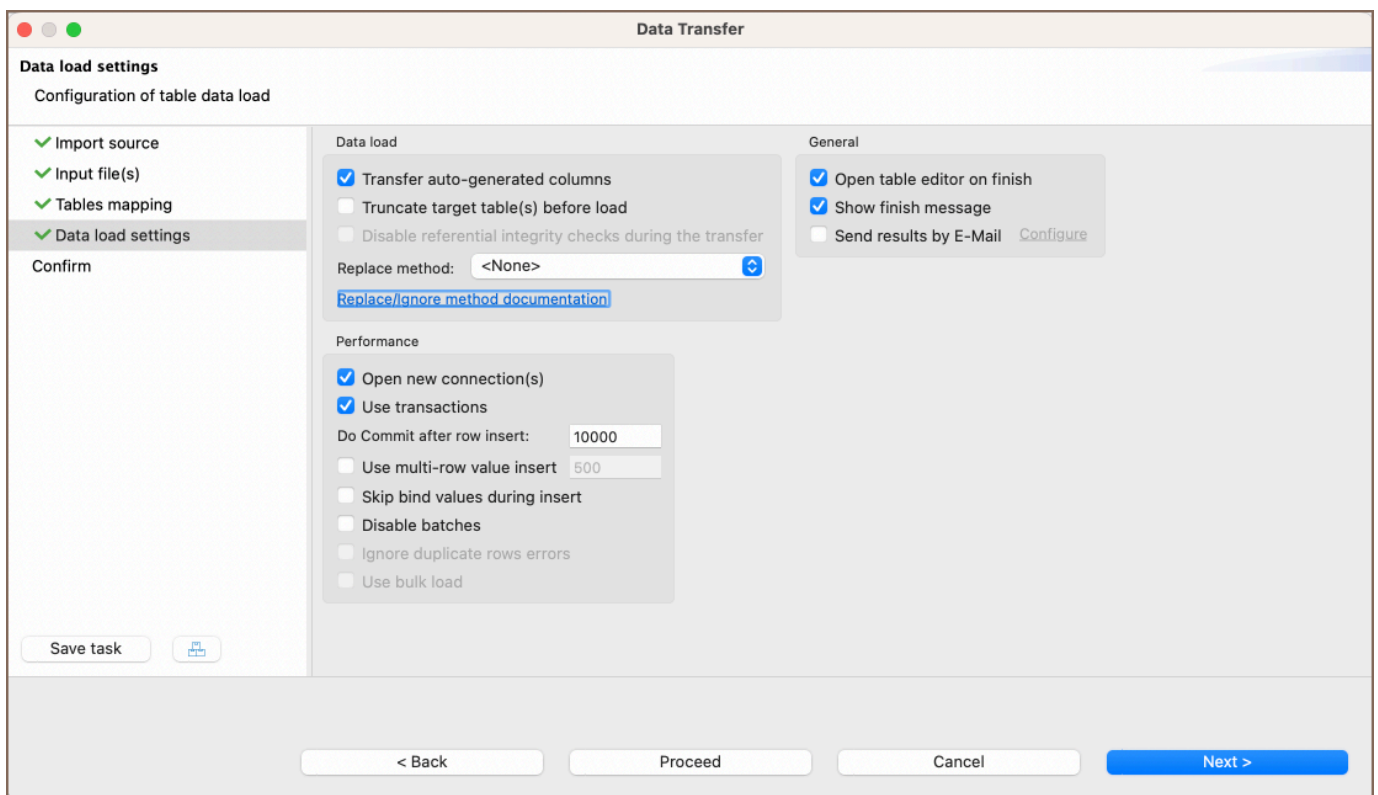 Data Transfer
Data load settings
Configuration of table data load
Import source
Input file(s)
Tables mapping
Data load settings
Confirm
Data load
Transfer auto-generated columns
Truncate target table(s) before load
Disable referential integrity checks during the transfer
Replace method: <None>
Replace/Ignore method documentation
General
Open table editor on finish
Show finish message
Send results by E-Mail Configure
Performance
Open new connection(s)
Use transactions
Do Commit after row insert: 10000
Use multi-row value insert 500
Skip bind values during insert
Disable batches
Ignore duplicate rows errors
Use bulk load
Save task
< Back Proceed Cancel Next >